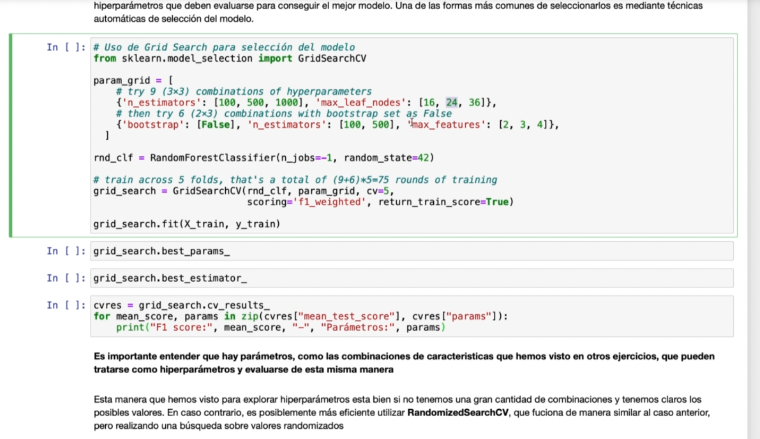 hiperparámetros que deben evaluarse para conseguir el mejor modelo. Una de las formas más comunes de seleccionarlos es mediante técnicas
automáticas de selección del modelo.
In [ ]: # Uso de Grid Search para selección del modelo
from sklearn.model_selection import GridSearchCV
param_grid = [
# try 9 (3×3) combinations of hyperparameters
{'n_estimators': [100, 500, 1000], 'max_leaf_nodes': [16, 24, 36]},
# then try 6 (2×3) combinations with bootstrap set as False
{'bootstrap': [False], 'n_estimators': [100, 500], 'max_features': [2, 3, 4]},
]
rnd_clf = RandomForestClassifier(n_jobs=-1, random_state=42)
# train across 5 folds, that's a total of (9+6)*5=75 rounds of training
grid_search = GridSearchCV(rnd_clf, param_grid, cv=5,
scoring='f1_weighted', return_train_score=True)
grid_search.fit(X_train, y_train)
In [ ]: grid_search.best_params_
In [ ]: grid_search.best_estimator_
In [ ]: cvres = grid_search.cv_results_
for mean_score, params in zip(cvres["mean_test_score"], cvres["params"]):
print("F1 score:", mean_score, "-", "Parámetros:", params)
Es importante entender que hay parámetros, como las combinaciones de caracteristicas que hemos visto en otros ejercicios, que pueden
tratarse como hiperparámetros y evaluarse de esta misma manera
Esta manera que hemos visto para explorar hiperparámetros esta bien si no tenemos una gran cantidad de combinaciones y tenemos claros los
posibles valores. En caso contrario, es posiblemente más eficiente utilizar RandomizedSearchCV, que fuciona de manera similar al caso anterior,
pero realizando una búsqueda sobre valores randomizados